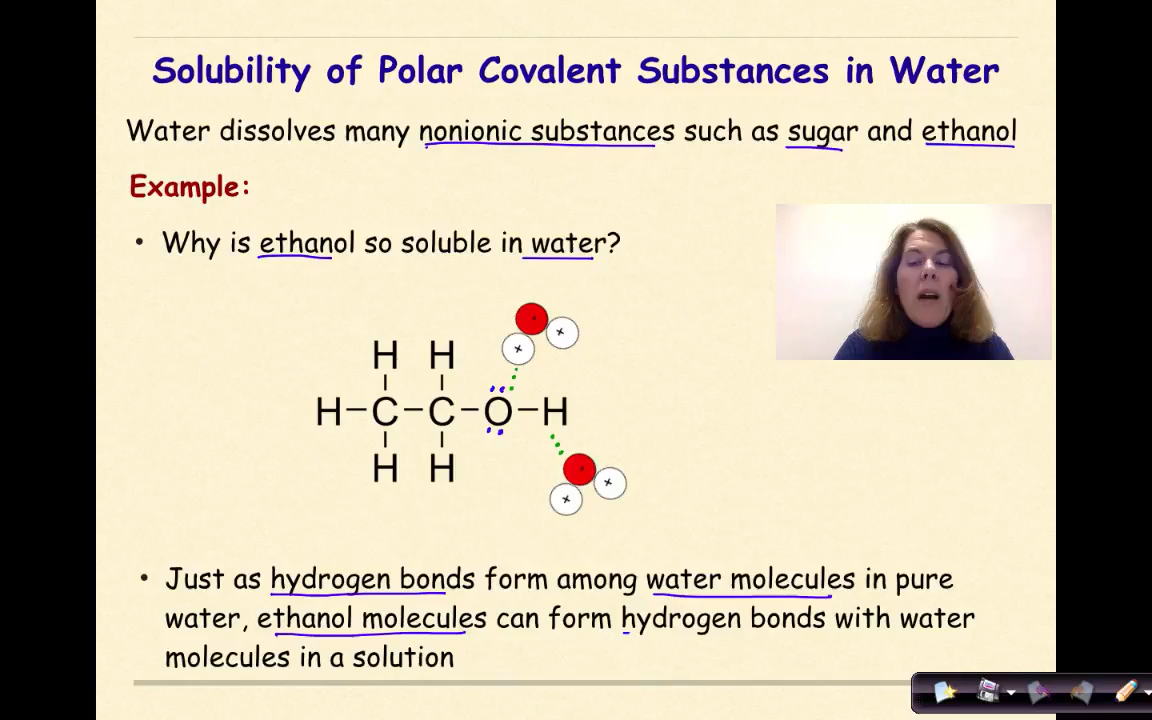 Solubility of Polar Covalent Substances in Water
Water dissolves many nonionic substances such as sugar and ethanol
Example:
• Why is ethanol so soluble in water?
+
+
H H
H–C–C–O–H
H H
+
+
• Just as hydrogen bonds form among water molecules in pure
water, ethanol molecules can form hydrogen bonds with water
molecules in a solution